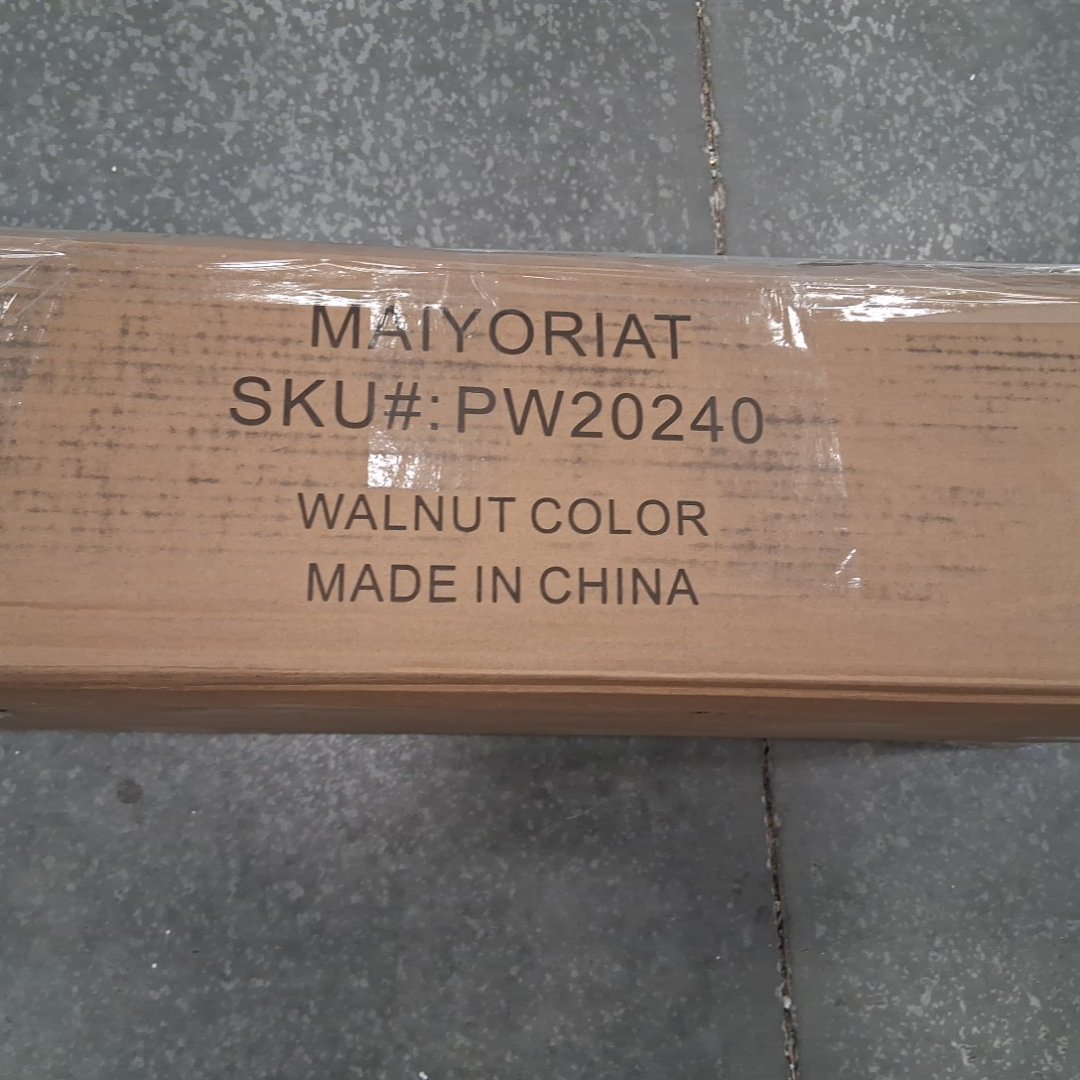 MAIYORIAT
SKU#: PW20240
WALNUT COLOR
MADE IN CHINA